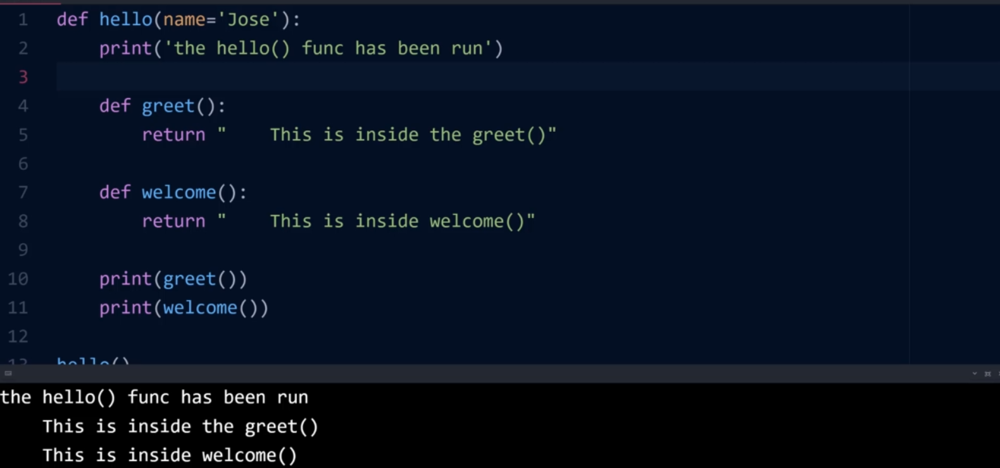 1 def hello(name='Jose'):
2     print('the hello() func has been run')
3
4     def greet():
5         return "    This is inside the greet()"
6
7     def welcome():
8         return "    This is inside welcome()"
9
10     print(greet())
11     print(welcome())
12
13 hello()
the hello() func has been run
    This is inside the greet()
    This is inside welcome()